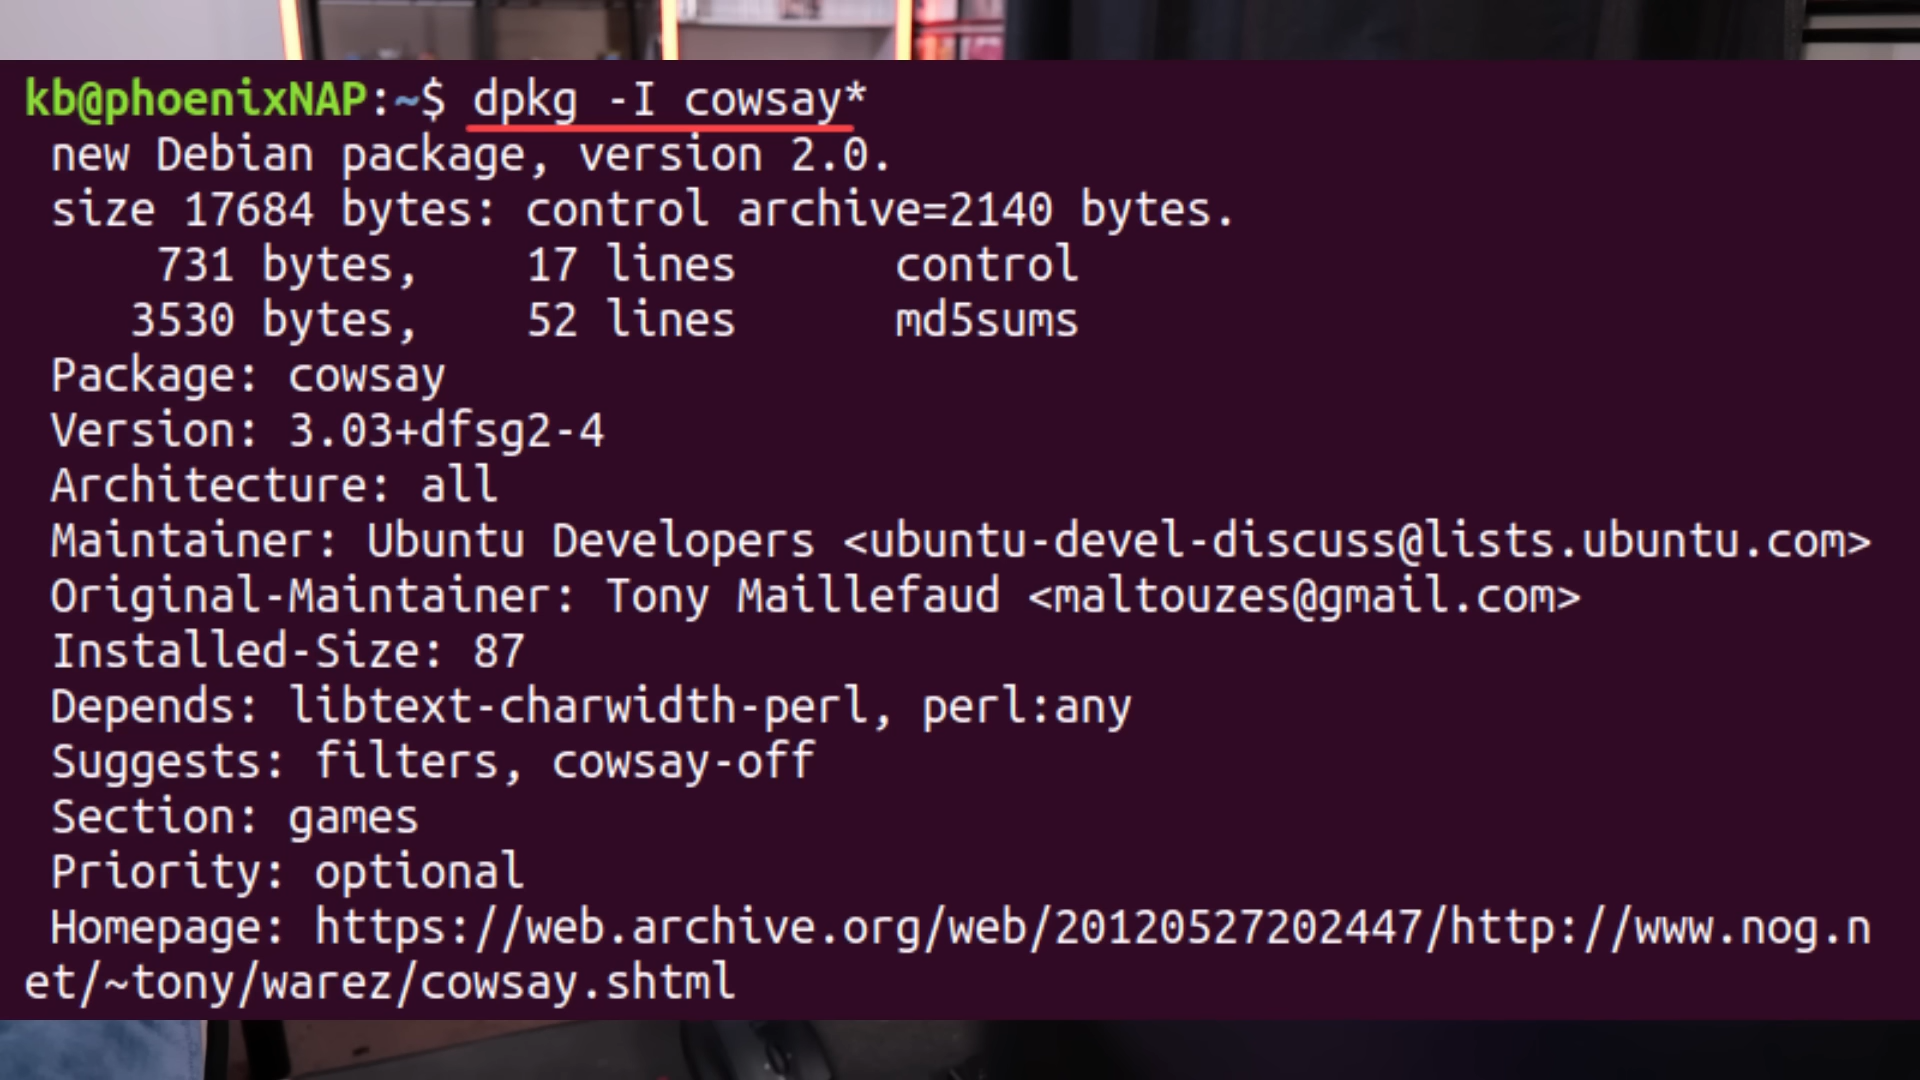 kb@phoenixNAP:~$ dpkg -I cowsay*
new Debian package, version 2.0.
size 17684 bytes: control archive=2140 bytes.
731 bytes,    17 lines      control
3530 bytes,    52 lines      md5sums
Package: cowsay
Version: 3.03+dfsg2-4
Architecture: all
Maintainer: Ubuntu Developers <ubuntu-devel-discuss@lists.ubuntu.com>
Original-Maintainer: Tony Maillefaud <maltouzes@gmail.com>
Installed-Size: 87
Depends: libtext-charwidth-perl, perl:any
Suggests: filters, cowsay-off
Section: games
Priority: optional
Homepage: https://web.archive.org/web/20120527202447/http://www.nog.n
et/~tony/warez/cowsay.shtml